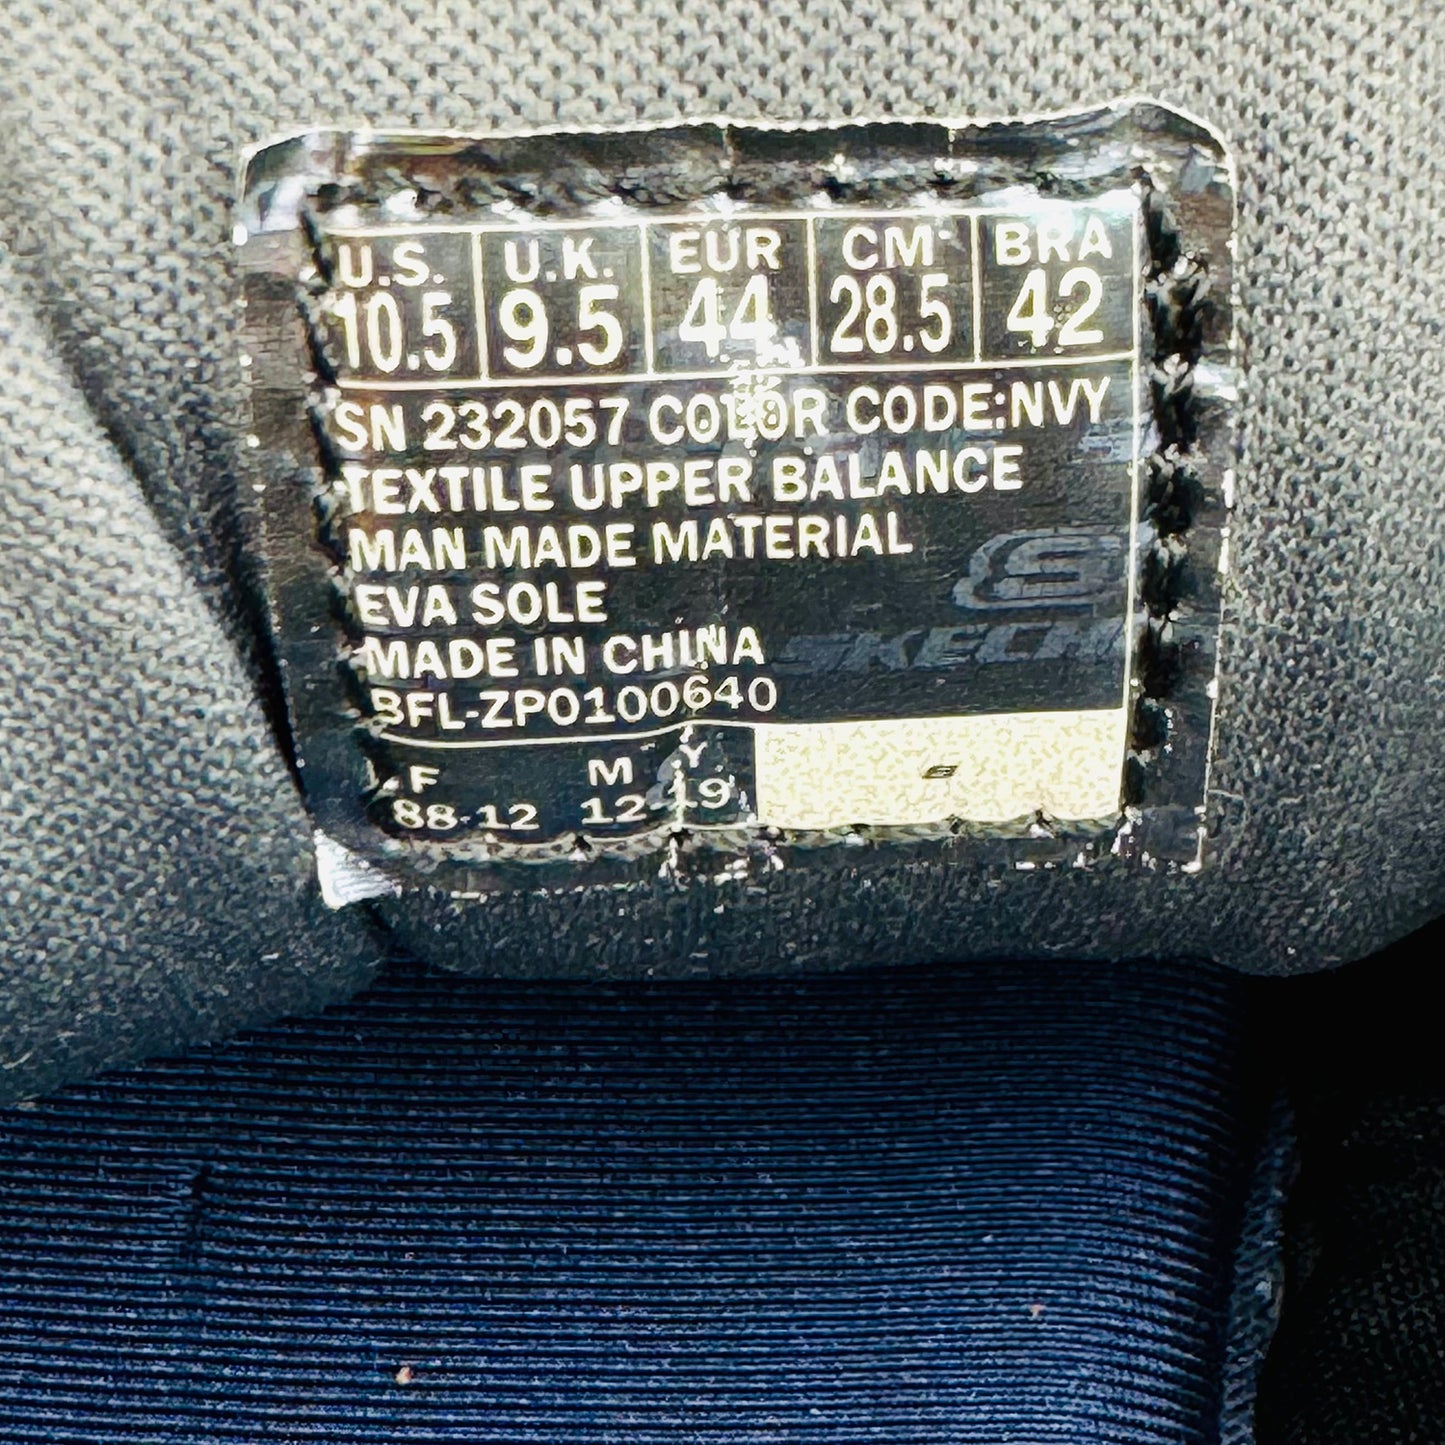 U.S. U.K. EUR CM BRA
10.5 9.5 44 28.5 42
SN 232057 COLOR CODE:NVY
TEXTILE UPPER BALANCE
MAN MADE MATERIAL
EVA SOLE
MADE IN CHINA
BFL-ZP0100640
F M Y
88-12 12-19